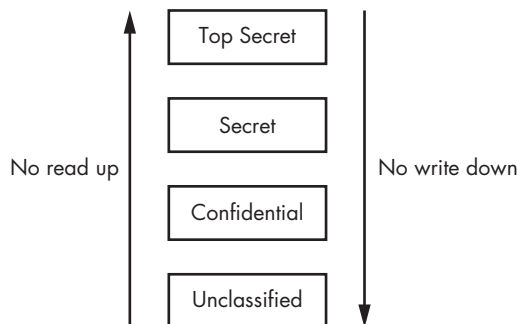 Top Secret
Secret
No read up
No write down
Confidential
Unclassified